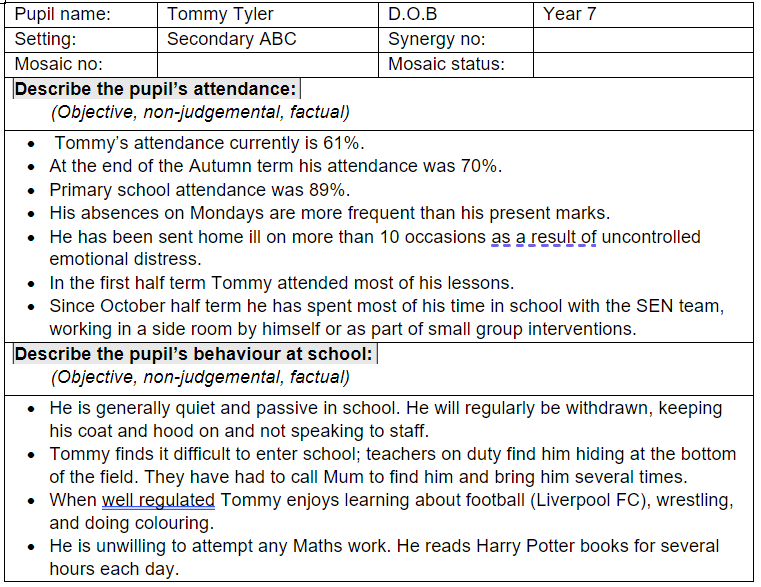 Pupil name: Tommy Tyler D.O.B Year 7
Setting: Secondary ABC Synergy no:
Mosaic no: Mosaic status:
Describe the pupil’s attendance:
(Objective, non-judgemental, factual)
• Tommy’s attendance currently is 61%.
• At the end of the Autumn term his attendance was 70%.
• Primary school attendance was 89%.
• His absences on Mondays are more frequent than his present marks.
• He has been sent home ill on more than 10 occasions as a result of uncontrolled
emotional distress.
• In the first half term Tommy attended most of his lessons.
• Since October half term he has spent most of his time in school with the SEN team,
working in a side room by himself or as part of small group interventions.
Describe the pupil’s behaviour at school:
(Objective, non-judgemental, factual)
• He is generally quiet and passive in school. He will regularly be withdrawn, keeping
his coat and hood on and not speaking to staff.
• Tommy finds it difficult to enter school; teachers on duty find him hiding at the bottom
of the field. They have had to call Mum to find him and bring him several times.
• When well regulated Tommy enjoys learning about football (Liverpool FC), wrestling,
and doing colouring.
• He is unwilling to attempt any Maths work. He reads Harry Potter books for several
hours each day.